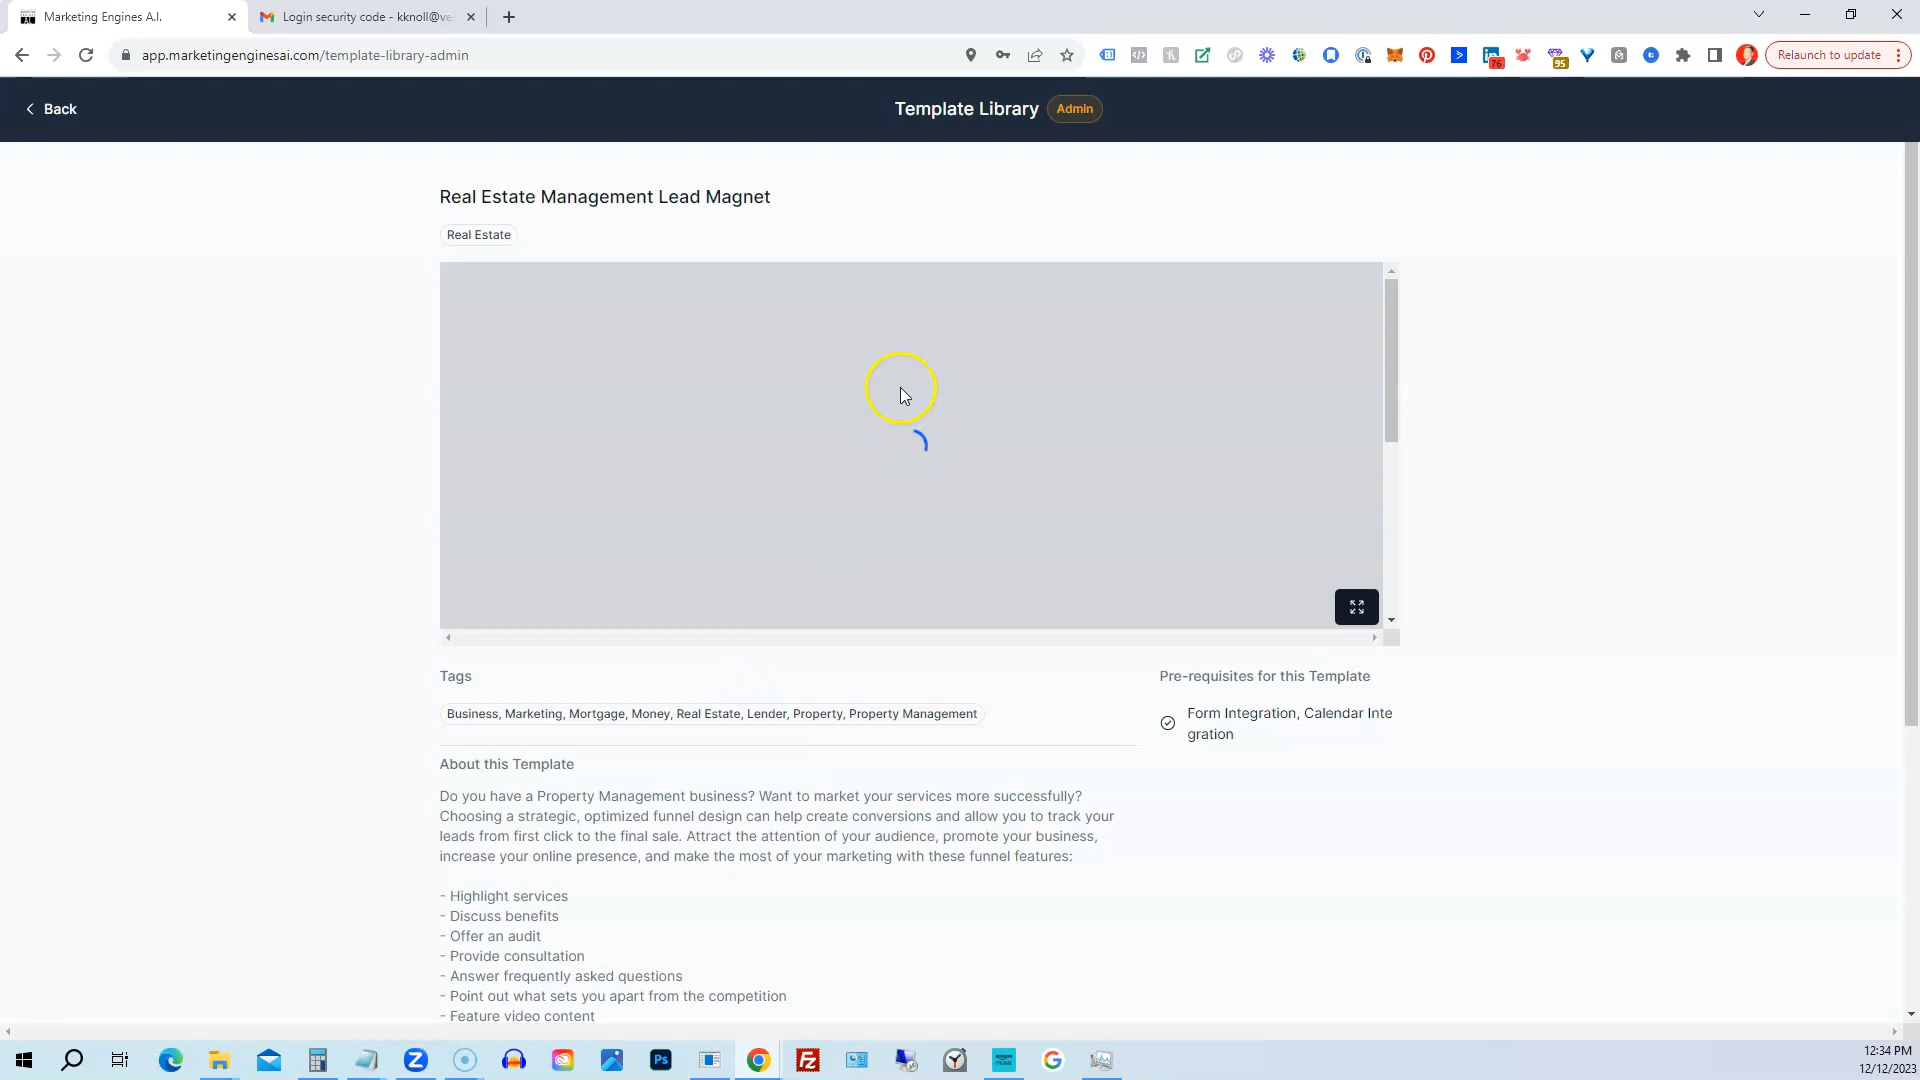 Marketing Engines A.I.
Login security code - kknoll@ve
app.marketingenginesai.com/template-library-admin
76
95
Relaunch to update
Back
Template Library
Admin
Real Estate Management Lead Magnet
Real Estate
Tags
Business, Marketing, Mortgage, Money, Real Estate, Lender, Property, Property Management
Pre-requisites for this Template
Form Integration, Calendar Inte
gration
About this Template
Do you have a Property Management business? Want to market your services more successfully?
Choosing a strategic, optimized funnel design can help create conversions and allow you to track your
leads from first click to the final sale. Attract the attention of your audience, promote your business,
increase your online presence, and make the most of your marketing with these funnel features:
- Highlight services
- Discuss benefits
- Offer an audit
- Provide consultation
- Answer frequently asked questions
- Point out what sets you apart from the competition
- Feature video content
Ps
12:34 PM
12/12/2023